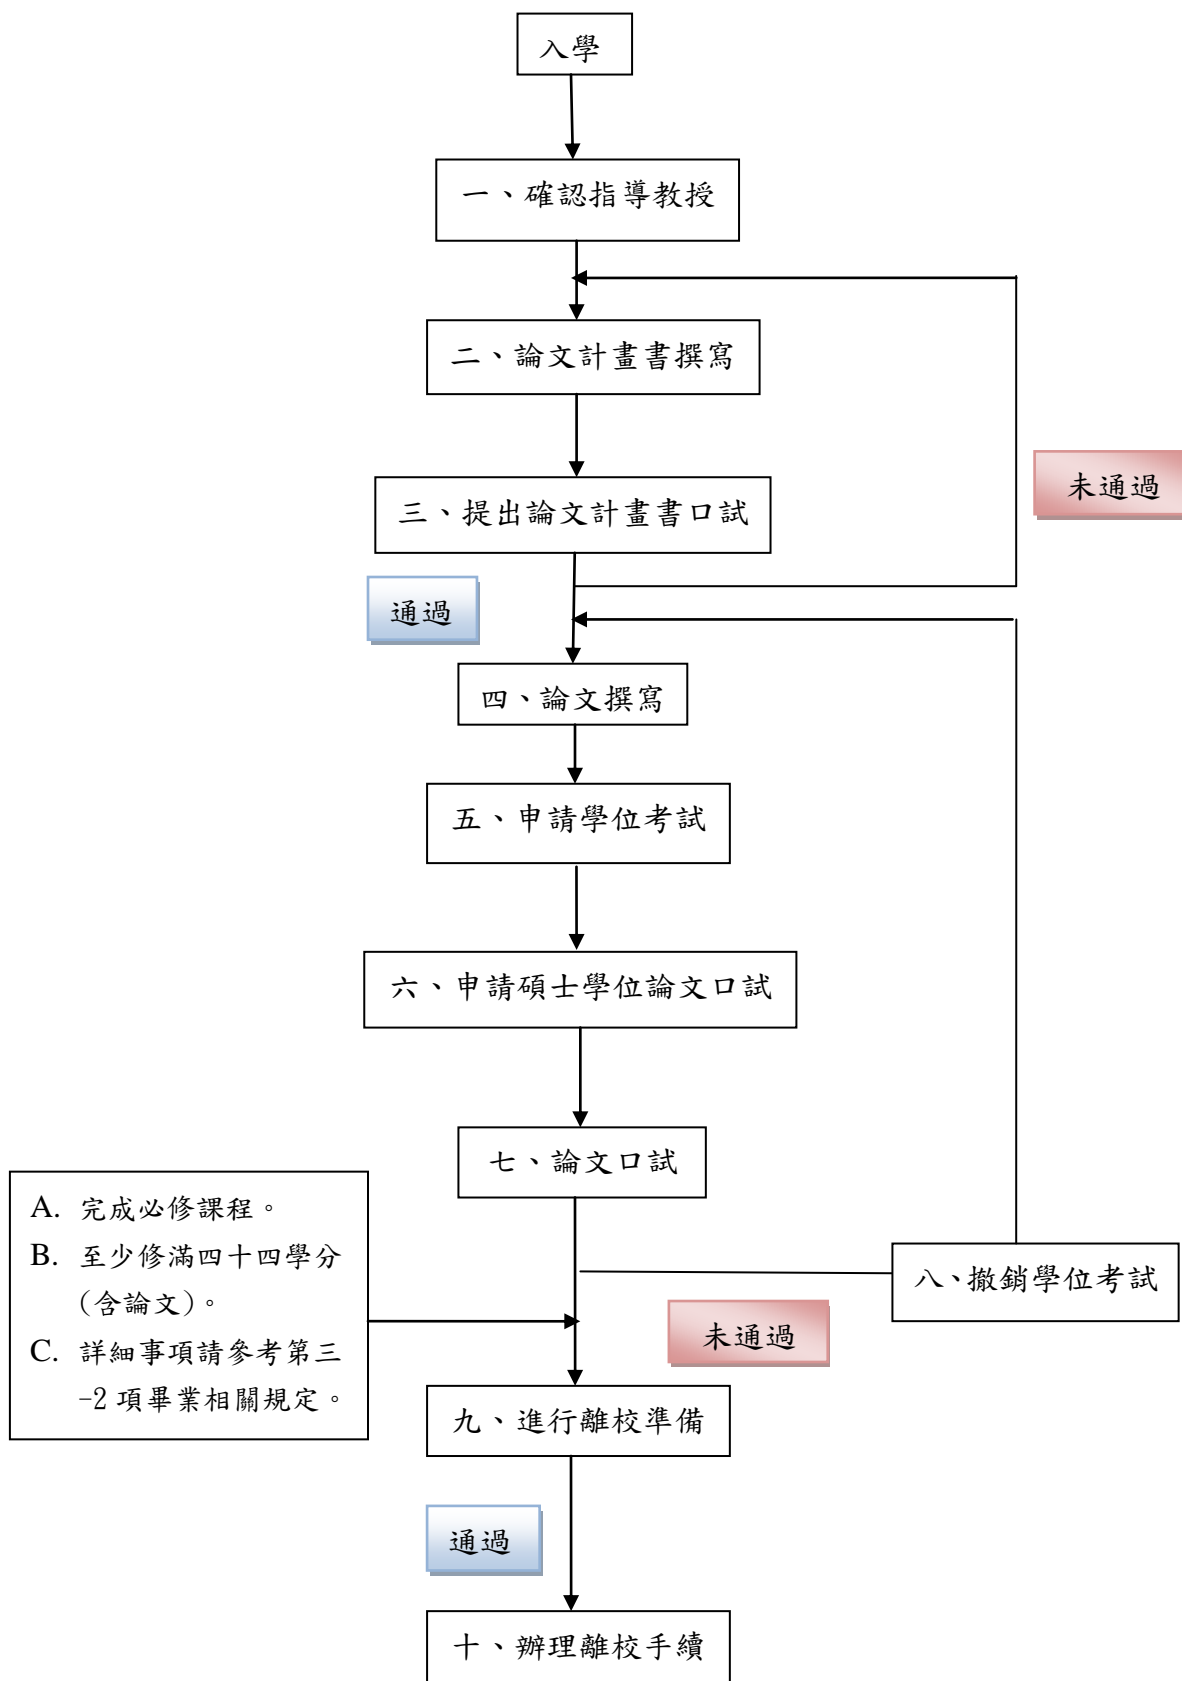 入學
一、確認指導教授
二、論文計畫書撰寫
未通過
三、提出論文計畫書口試
通過
四、論文撰寫
五、申請學位考試
六、申請碩士學位論文口試
七、論文口試
A. 完成必修課程。
B. 至少修滿四十四學分
(含論文)。
C. 詳細事項請參考第三
-2 項畢業相關規定。
八、撤銷學位考試
未通過
九、進行離校準備
通過
十、辦理離校手續